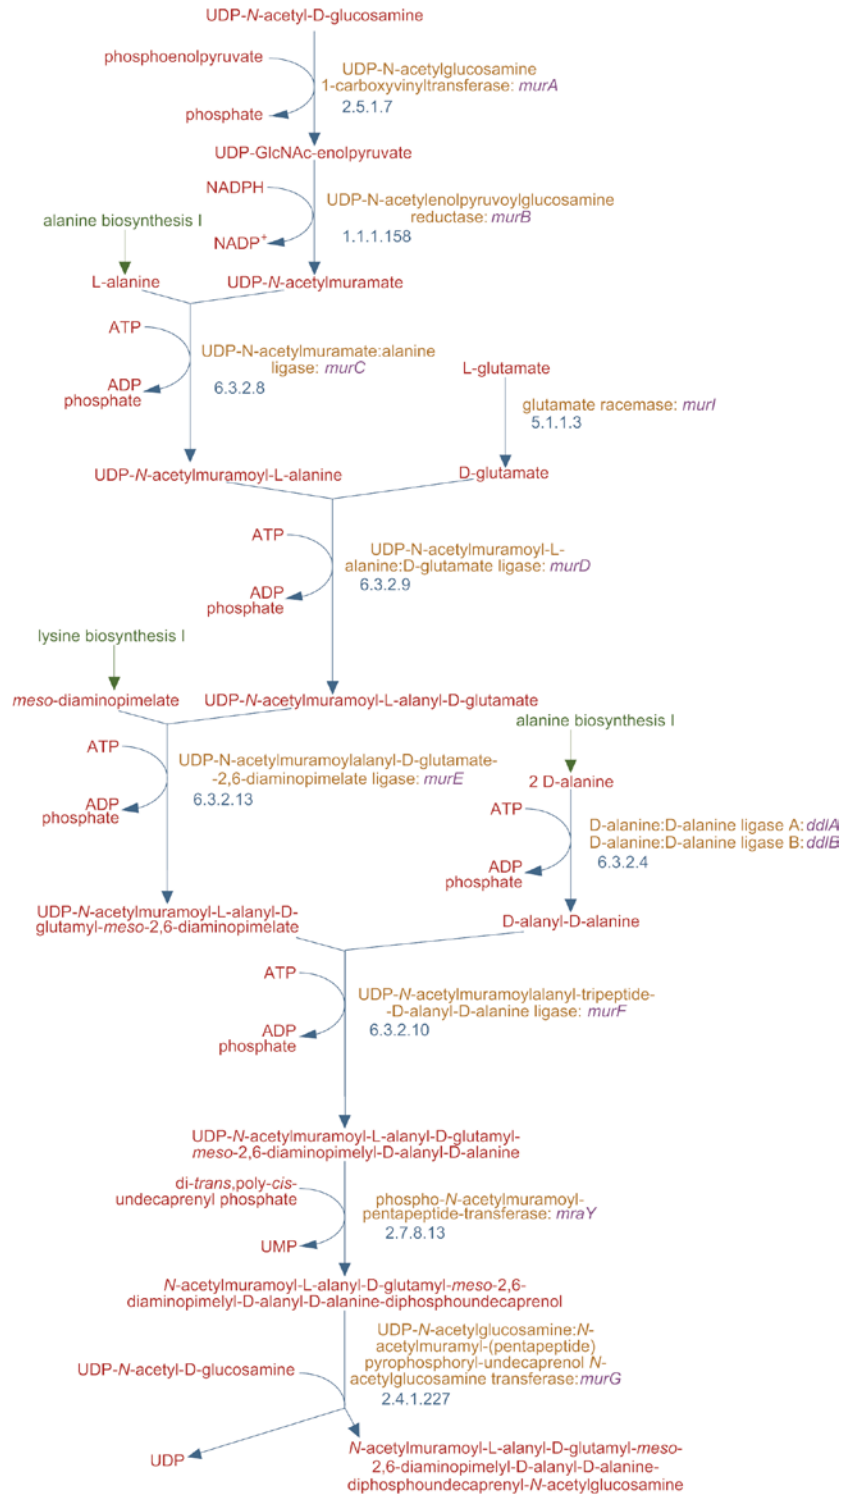 UDP-N-acetyl-D-glucosamine
phosphoenolpyruvate
UDP-N-acetylglucosamine
1-carboxyvinyltransferase: murA
2.5.1.7
phosphate
UDP-GlcNAc-enolpyruvate
NADPH
UDP-N-acetylenolpyruvoylglucosamine
reductase: murB
1.1.1.158
NADP+
alanine biosynthesis I
L-alanine
UDP-N-acetylmuramate
ATP
UDP-N-acetylmuramate:alanine
ligase: murC
6.3.2.8
ADP
phosphate
L-glutamate
glutamate racemase: murI
5.1.1.3
UDP-N-acetylmuramoyl-L-alanine
D-glutamate
ATP
UDP-N-acetylmuramoyl-L-
alanine:D-glutamate ligase: murD
6.3.2.9
ADP
phosphate
lysine biosynthesis I
meso-diaminopimelate
UDP-N-acetylmuramoyl-L-alanyl-D-glutamate
ATP
UDP-N-acetylmuramoylalanyl-D-glutamate-
-2,6-diaminopimelate ligase: murE
6.3.2.13
ADP
phosphate
alanine biosynthesis I
2 D-alanine
ATP
D-alanine:D-alanine ligase A: ddlA
D-alanine:D-alanine ligase B: ddlB
6.3.2.4
ADP
phosphate
UDP-N-acetylmuramoyl-L-alanyl-D-
glutamyl-meso-2,6-diaminopimelate
D-alanyl-D-alanine
ATP
UDP-N-acetylmuramoylalanyl-tripeptide-
-D-alanyl-D-alanine ligase: murF
6.3.2.10
ADP
phosphate
UDP-N-acetylmuramoyl-L-alanyl-D-glutamyl-
meso-2,6-diaminopimelyl-D-alanyl-D-alanine
di-trans,poly-cis-
undecaprenyl phosphate
phospho-N-acetylmuramoyl-
pentapeptide-transferase: mraY
2.7.8.13
UMP
N-acetylmuramoyl-L-alanyl-D-glutamyl-meso-2,6-
diaminopimelyl-D-alanyl-D-alanine-diphosphoundecaprenol
UDP-N-acetylglucosamine:N-
acetylmuramyl-(pentapeptide)
pyrophosphoryl-undecaprenol N-
acetylglucosamine transferase: murG
2.4.1.227
UDP-N-acetyl-D-glucosamine
UDP
N-acetylmuramoyl-L-alanyl-D-glutamyl-meso-
2,6-diaminopimelyl-D-alanyl-D-alanine-
diphosphoundecaprenyl-N-acetylglucosamine